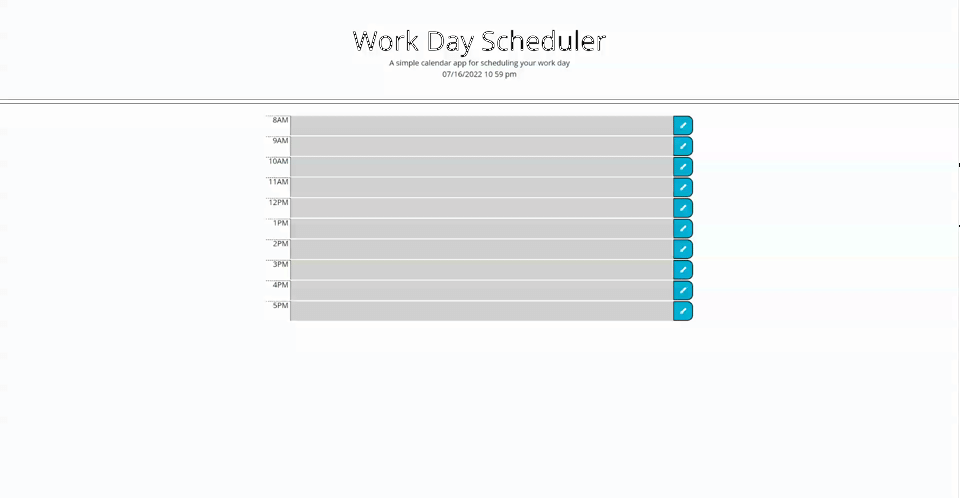 Work Day Scheduler
A simple calendar app for scheduling your work day
07/16/2022 10 59 pm
8AM
9AM
10AM
11AM
12PM
1PM
2PM
3PM
4PM
5PM